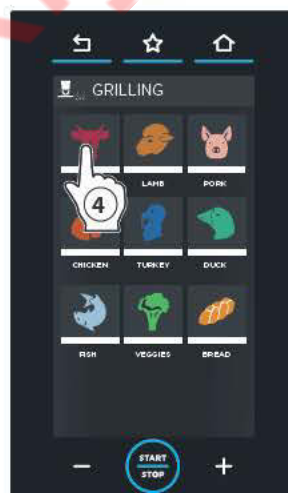 GRILLING
LAMB PORK
4
CHICKEN TURKEY DUCK
FISH VEGGIES BREAD
START
− STOP +